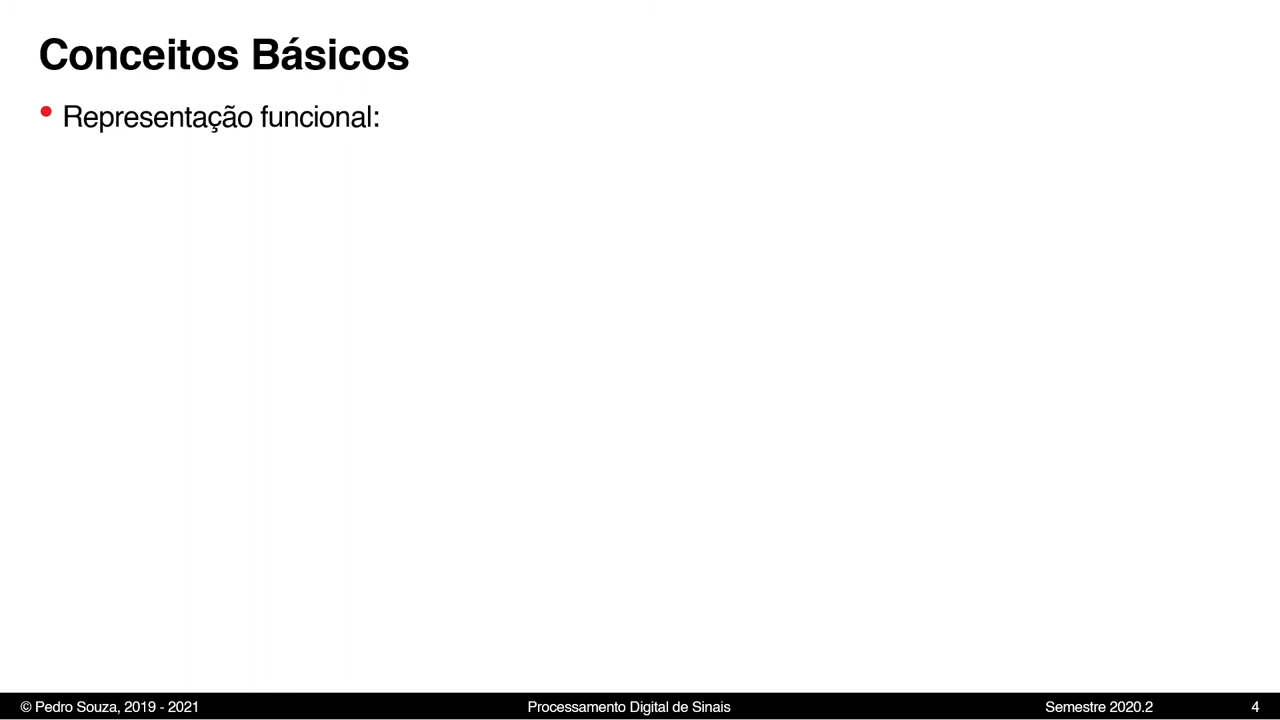 Conceitos Básicos
• Representação funcional:
© Pedro Souza, 2019 - 2021 Processamento Digital de Sinais Semestre 2020.2 4